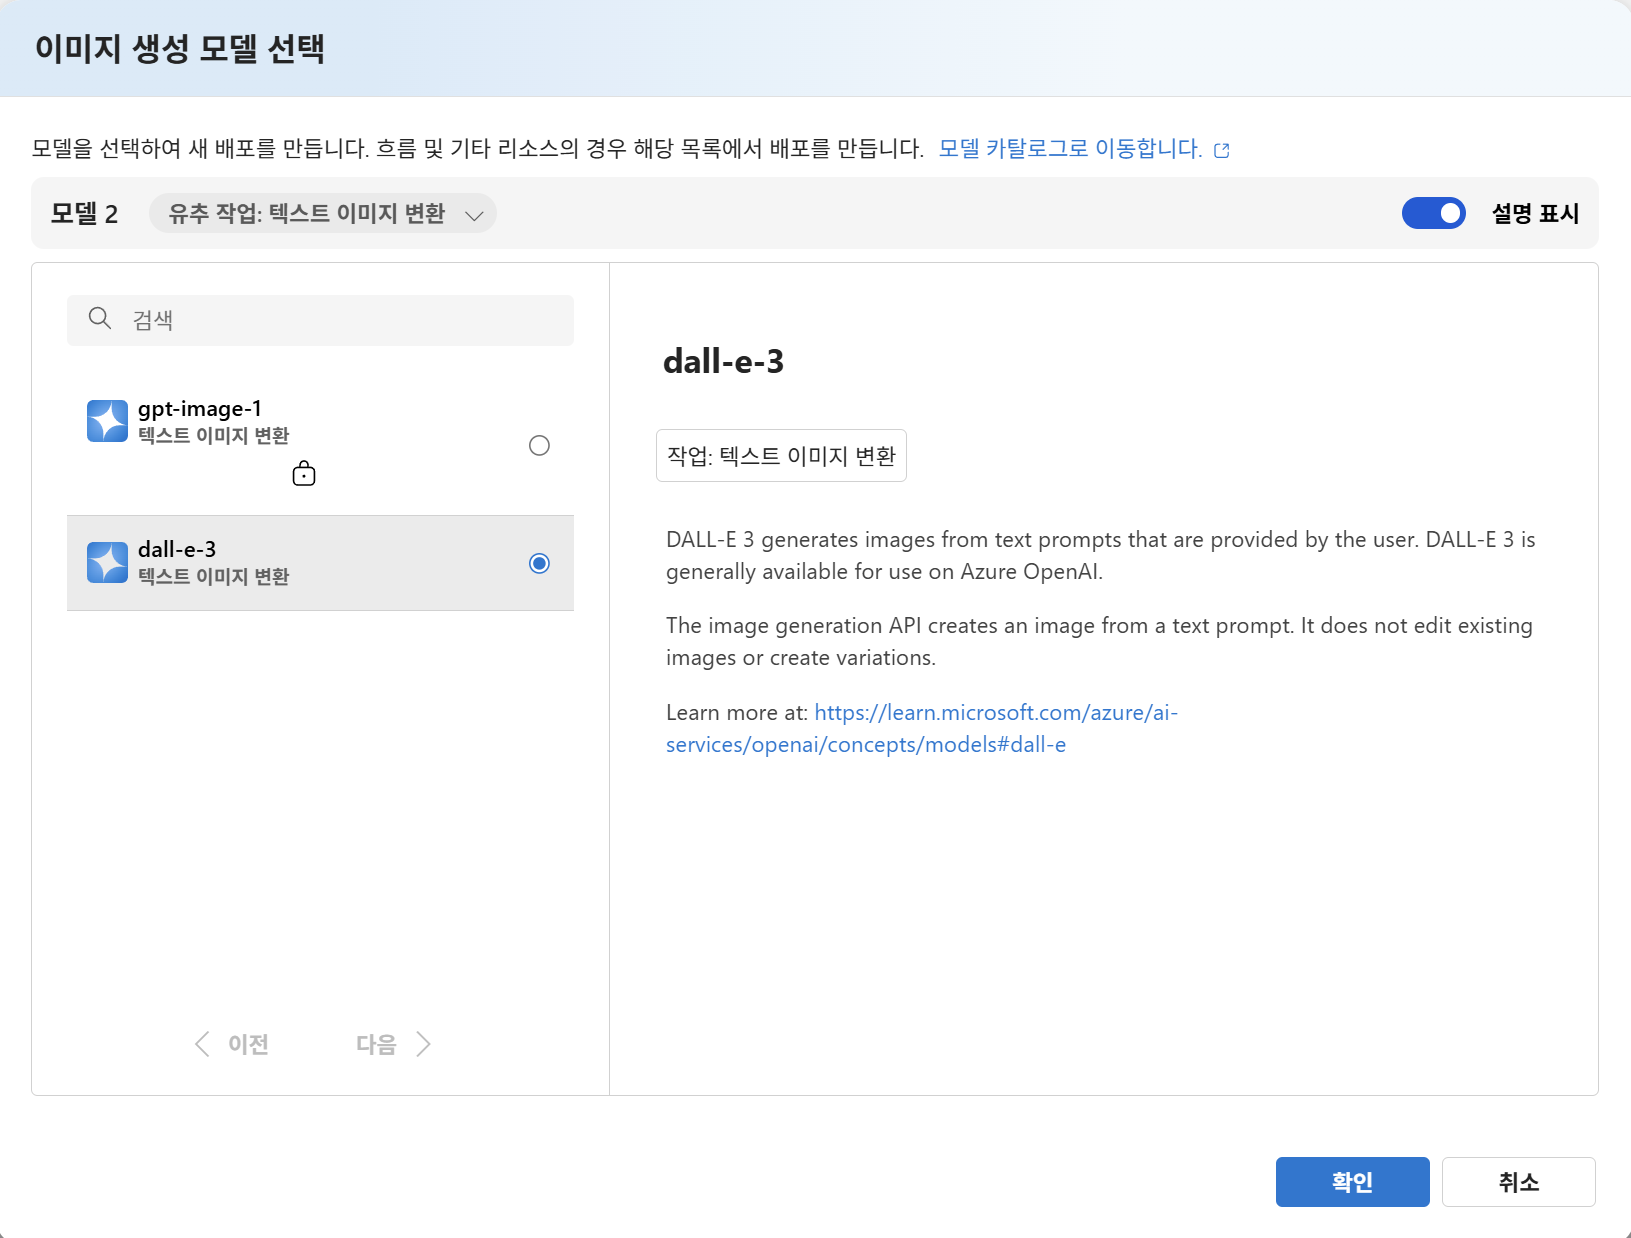 이미지 생성 모델 선택
모델을 선택하여 새 배포를 만듭니다. 흐름 및 기타 리소스의 경우 해당 목록에서 배포를 만듭니다. 모델 카탈로그로 이동합니다.
모델 2 유추 작업: 텍스트 이미지 변환 설명 표시
검색
gpt-image-1
텍스트 이미지 변환
dall-e-3
텍스트 이미지 변환
이전 다음
dall-e-3
작업: 텍스트 이미지 변환
DALL-E 3 generates images from text prompts that are provided by the user. DALL-E 3 is
generally available for use on Azure OpenAI.
The image generation API creates an image from a text prompt. It does not edit existing
images or create variations.
Learn more at: https://learn.microsoft.com/azure/ai-
services/openai/concepts/models#dall-e
확인 취소